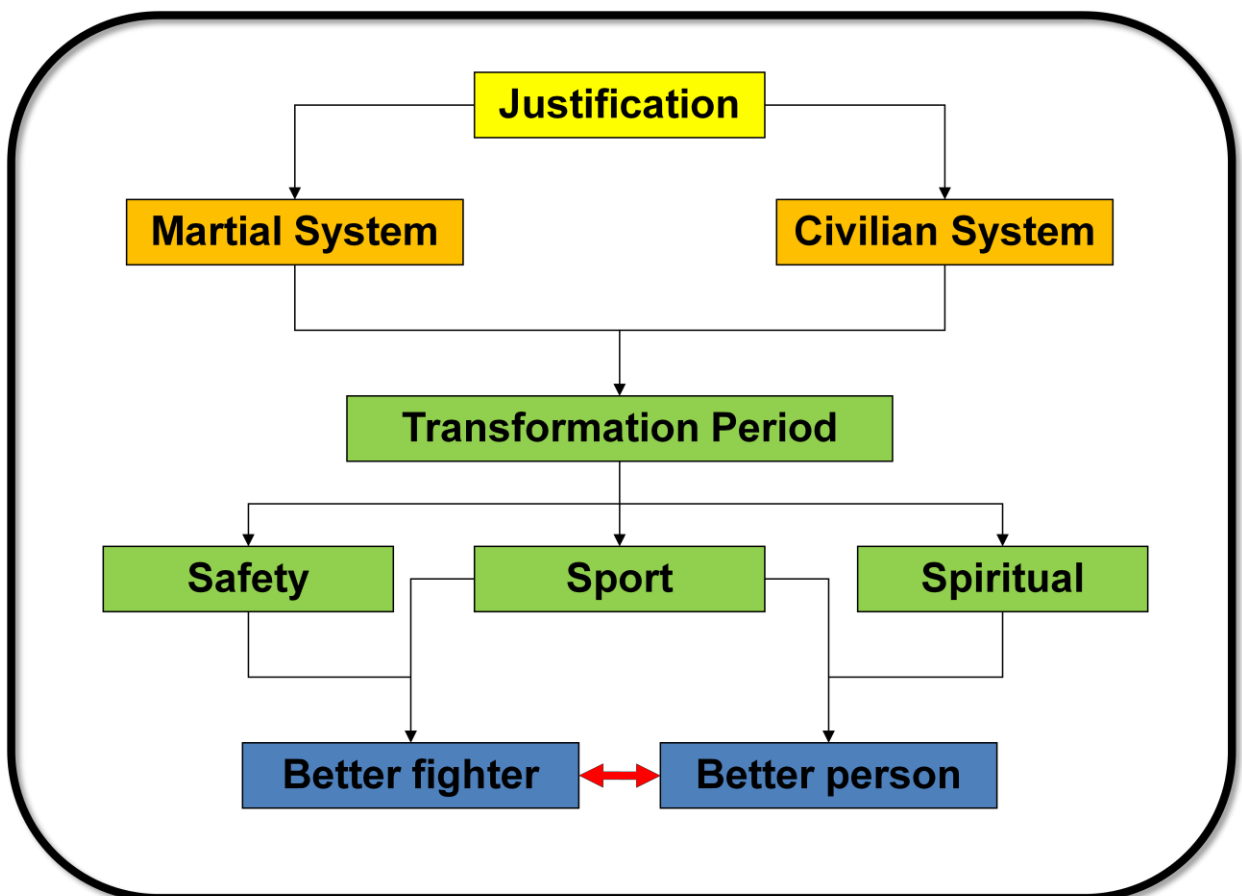 Justification
Martial System
Civilian System
Transformation Period
Safety
Sport
Spiritual
Better fighter
Better person